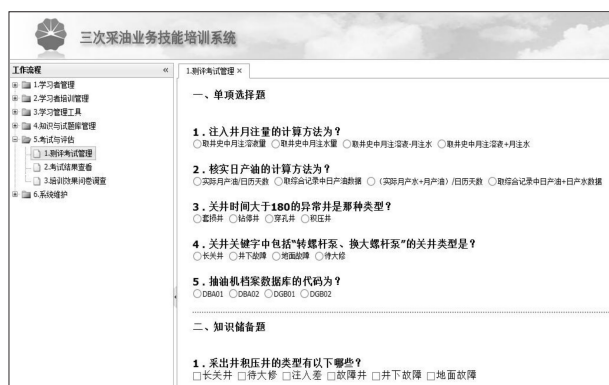 三次采油业务技能培训系统
工作流程 «
1.学习者管理
2.学习者培训管理
3.学习管理工具
4.知识与试题库管理
5.考试与评估
1.测评考试管理
2.考试结果查看
3.培训效果问卷调查
6.系统维护
1.测评考试管理 ×
一、单项选择题
1．注入井月注量的计算方法为？
○取井史中月注溶液量 ○取井史中月注水量 ○取井史中月注溶液-月注水 ○取井史中月注溶液+月注水
2．核实日产油的计算方法为？
○实际月产油/日历天数 ○取综合记录中日产油数据 ○（实际月产水+月产油）/日历天数 ○取综合记录中日产油+日产水数据
3．关井时间大于180的异常井是那种类型？
○套损井 ○钻停井 ○穿孔井 ○积压井
4．关井关键字中包括“转螺杆泵、换大螺杆泵”的关井类型是？
○长关井 ○井下故障 ○地面故障 ○待大修
5．抽油机档案数据库的代码为？
○DBA01 ○DBA02 ○DGB01 ○DGB02
二、知识储备题
1．采出井积压井的类型有以下哪些？
□长关井 □待大修 □注入差 □故障井 □井下故障 □地面故障